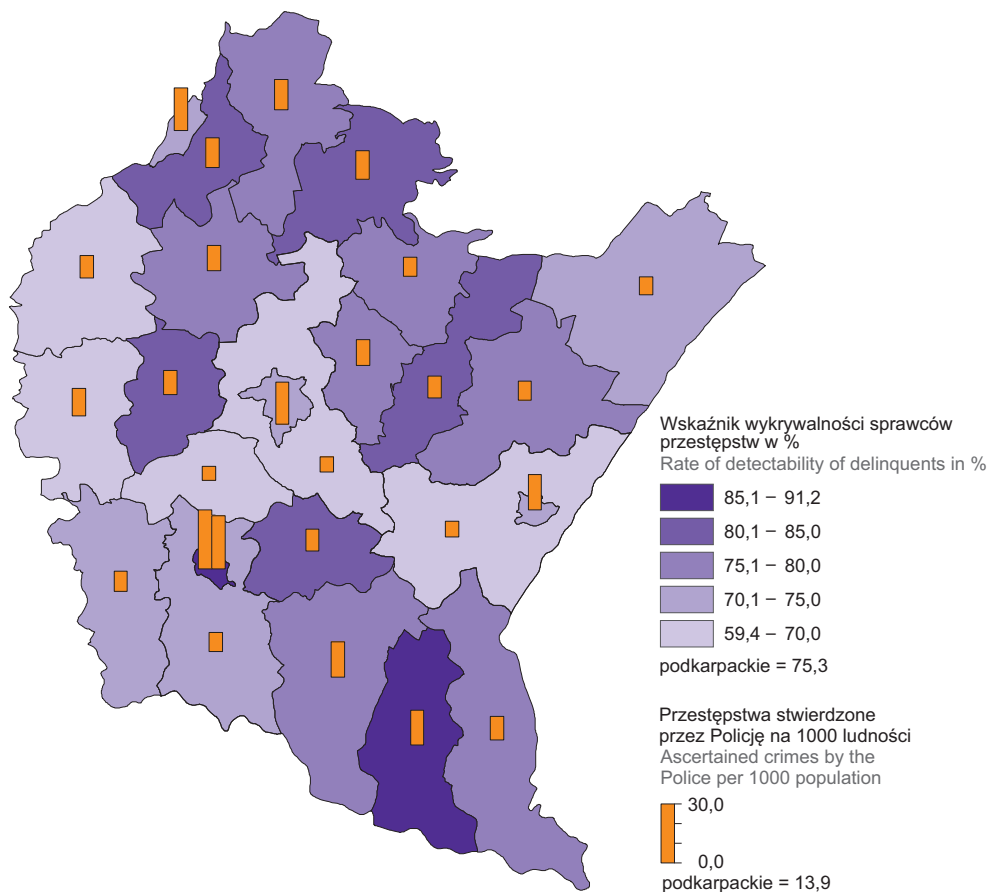 Wskaźnik wykrywalności sprawców
przestępstw w %
Rate of detectability of delinquents in %
85,1 – 91,2
80,1 – 85,0
75,1 – 80,0
70,1 – 75,0
59,4 – 70,0
podkarpackie = 75,3
Przestępstwa stwierdzone
przez Policję na 1000 ludności
Ascertained crimes by the
Police per 1000 population
30,0
0,0
podkarpackie = 13,9